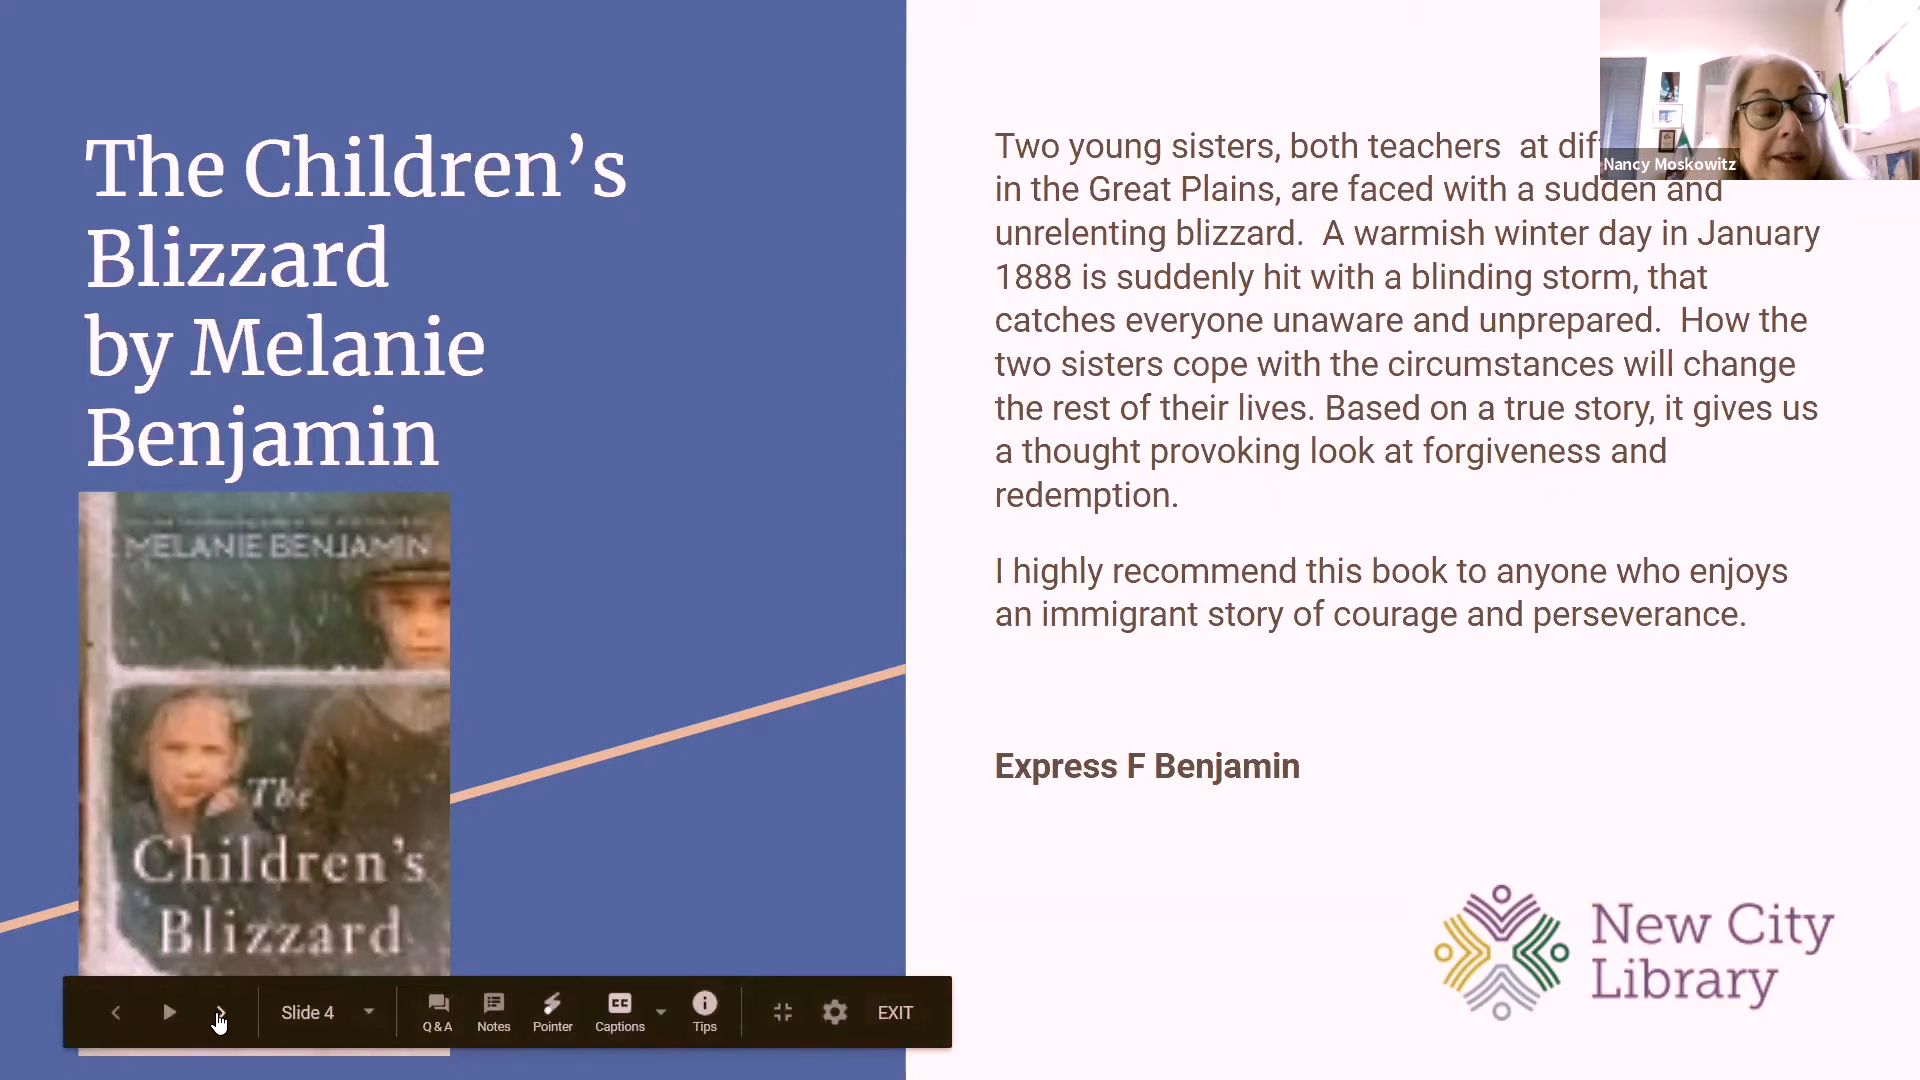 The Children’s
Blizzard
by Melanie
Benjamin
MELANIE BENJAMIN
The
Children's
Blizzard
Two young sisters, both teachers at dif
in the Great Plains, are faced with a sudden and
unrelenting blizzard. A warmish winter day in January
1888 is suddenly hit with a blinding storm, that
catches everyone unaware and unprepared. How the
two sisters cope with the circumstances will change
the rest of their lives. Based on a true story, it gives us
a thought provoking look at forgiveness and
redemption.
I highly recommend this book to anyone who enjoys
an immigrant story of courage and perseverance.
Express F Benjamin
New City
Library
Nancy Moskowitz
Slide 4
Q & A
Notes
Pointer
CC
Captions
Tips
EXIT